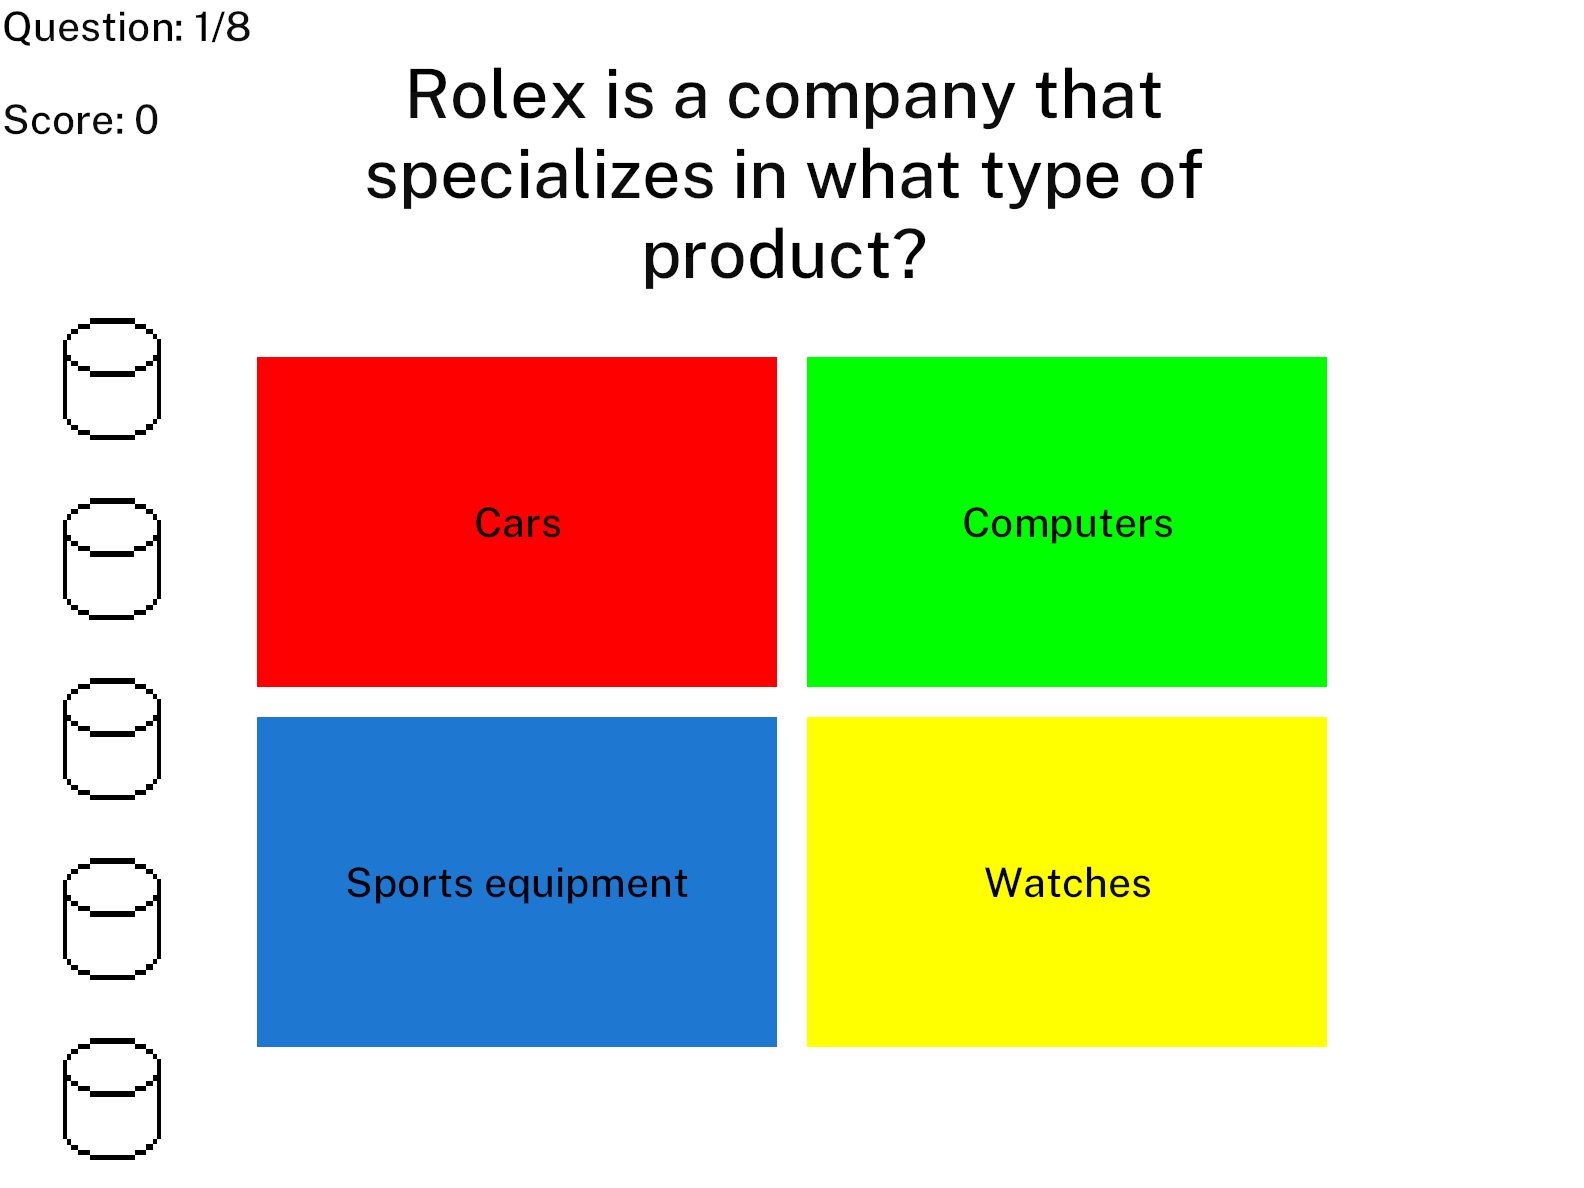 Question: 1/8
Score: 0
Rolex is a company that
specializes in what type of
product?
Cars
Computers
Sports equipment
Watches